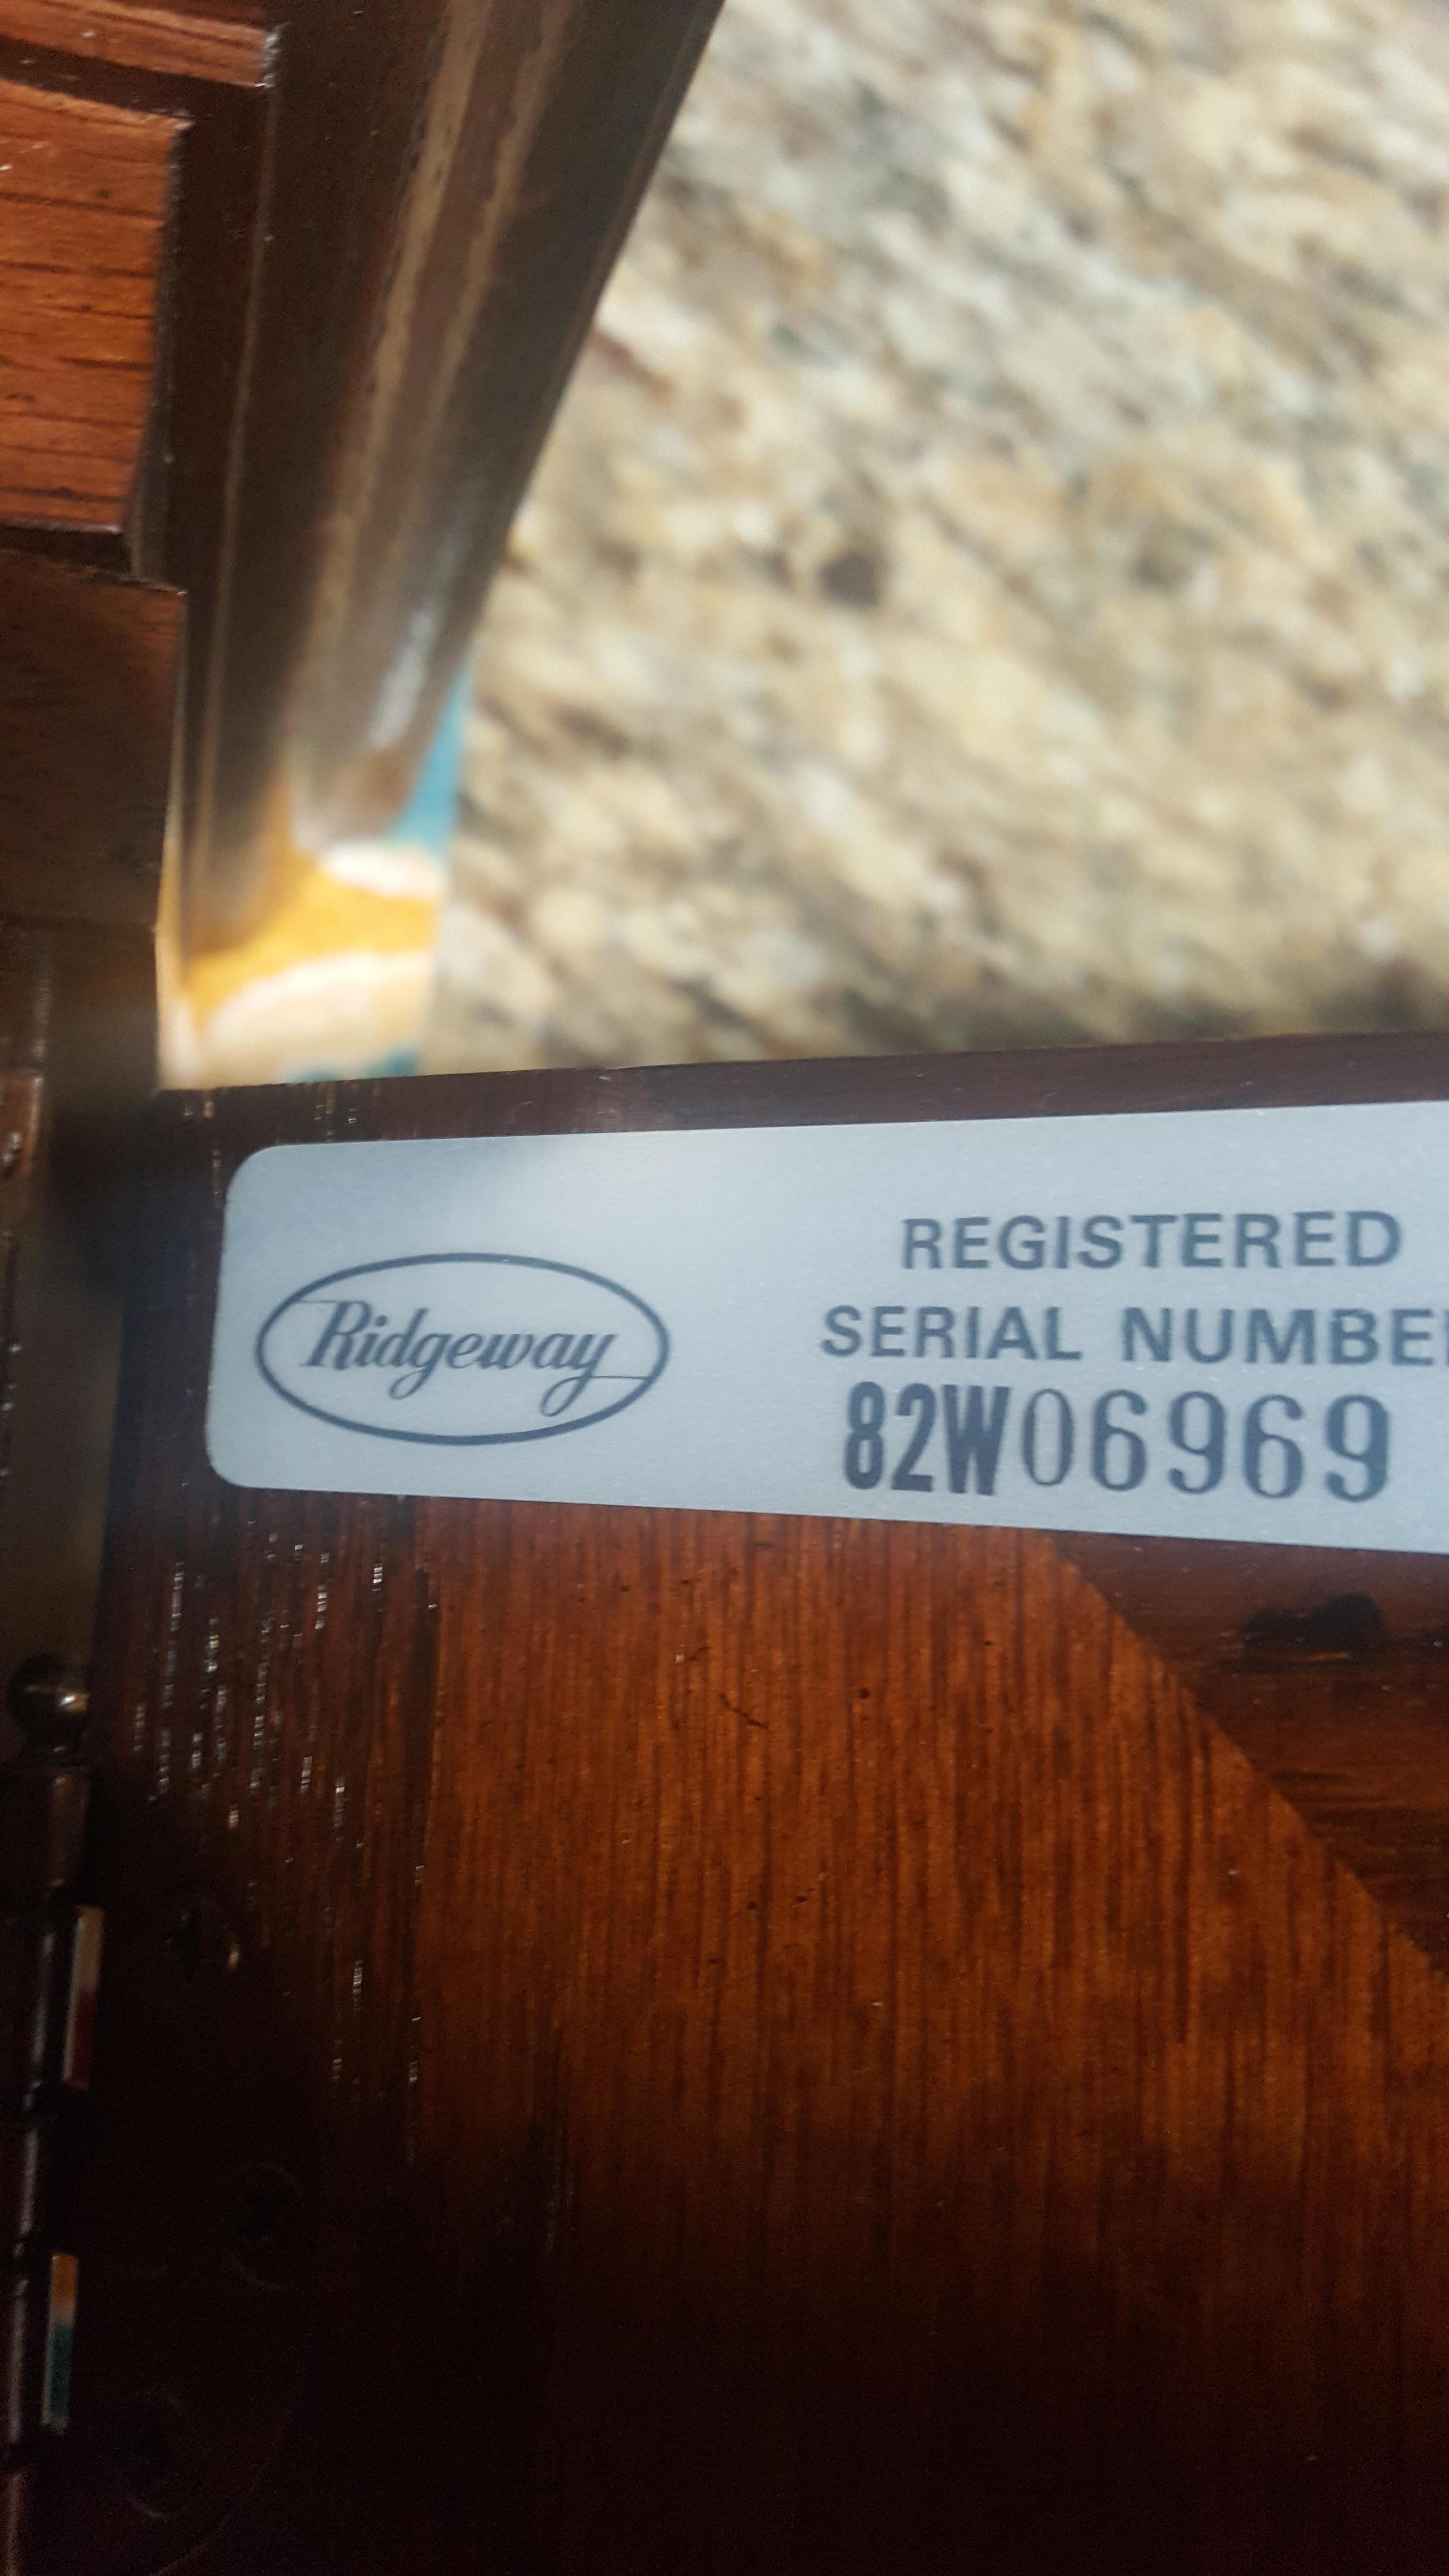 Ridgeway
REGISTERED
SERIAL NUMBE
82W06969